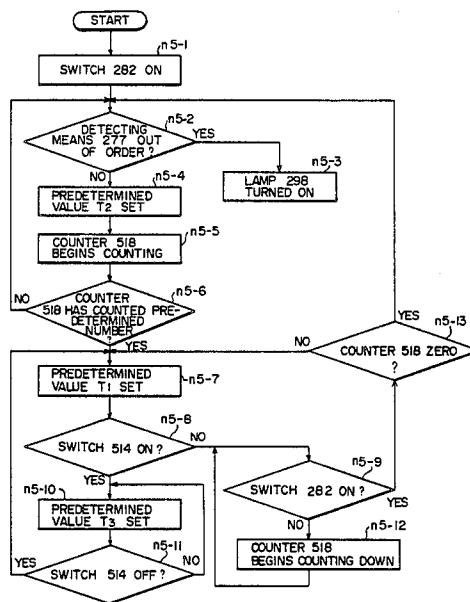 START
n5-1
SWITCH 282 ON
n5-2
DETECTING
MEANS 277 OUT
OF ORDER ?
YES
NO
n5-3
LAMP 298
TURNED ON
n5-4
PREDETERMINED
VALUE T2 SET
n5-5
COUNTER 518
BEGINS COUNTING
n5-6
COUNTER
518 HAS COUNTED PRE-
DETERMINED
NUMBER
?
NO
YES
n5-13
COUNTER 518 ZERO
?
YES
NO
n5-7
PREDETERMINED
VALUE T1 SET
n5-8
SWITCH 514 ON ?
NO
YES
n5-9
SWITCH 282 ON ?
YES
NO
n5-10
PREDETERMINED
VALUE T3 SET
n5-12
COUNTER 518
BEGINS COUNTING DOWN
n5-11
SWITCH 514 OFF ?
YES
NO